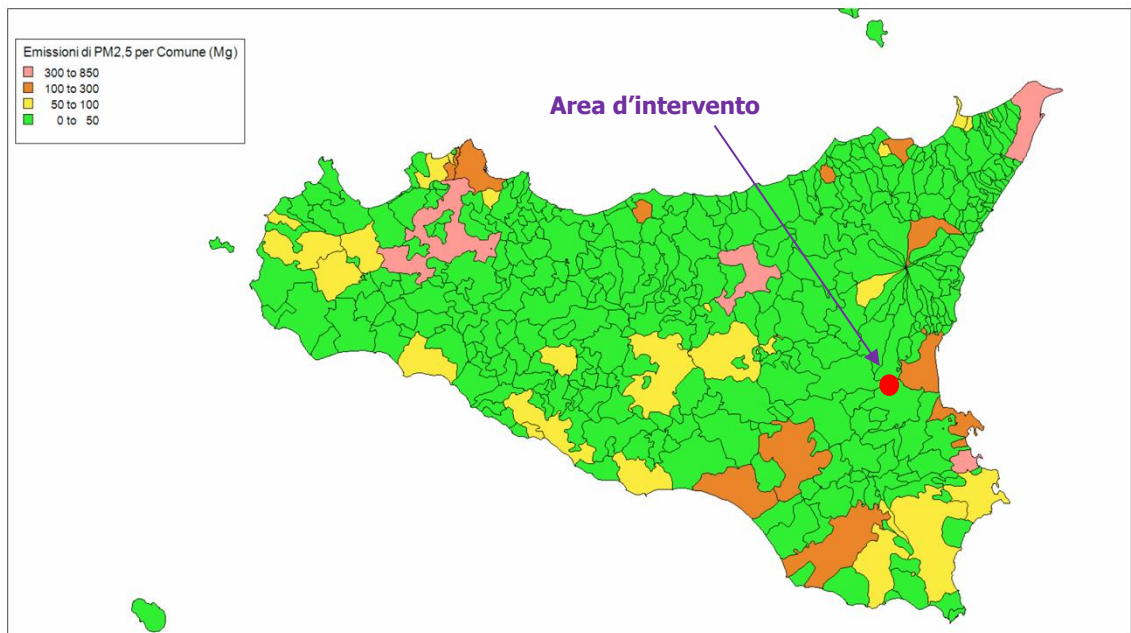 Emissioni di PM2,5 per Comune (Mg)
300 to 850
100 to 300
50 to 100
0 to 50
Area d’intervento